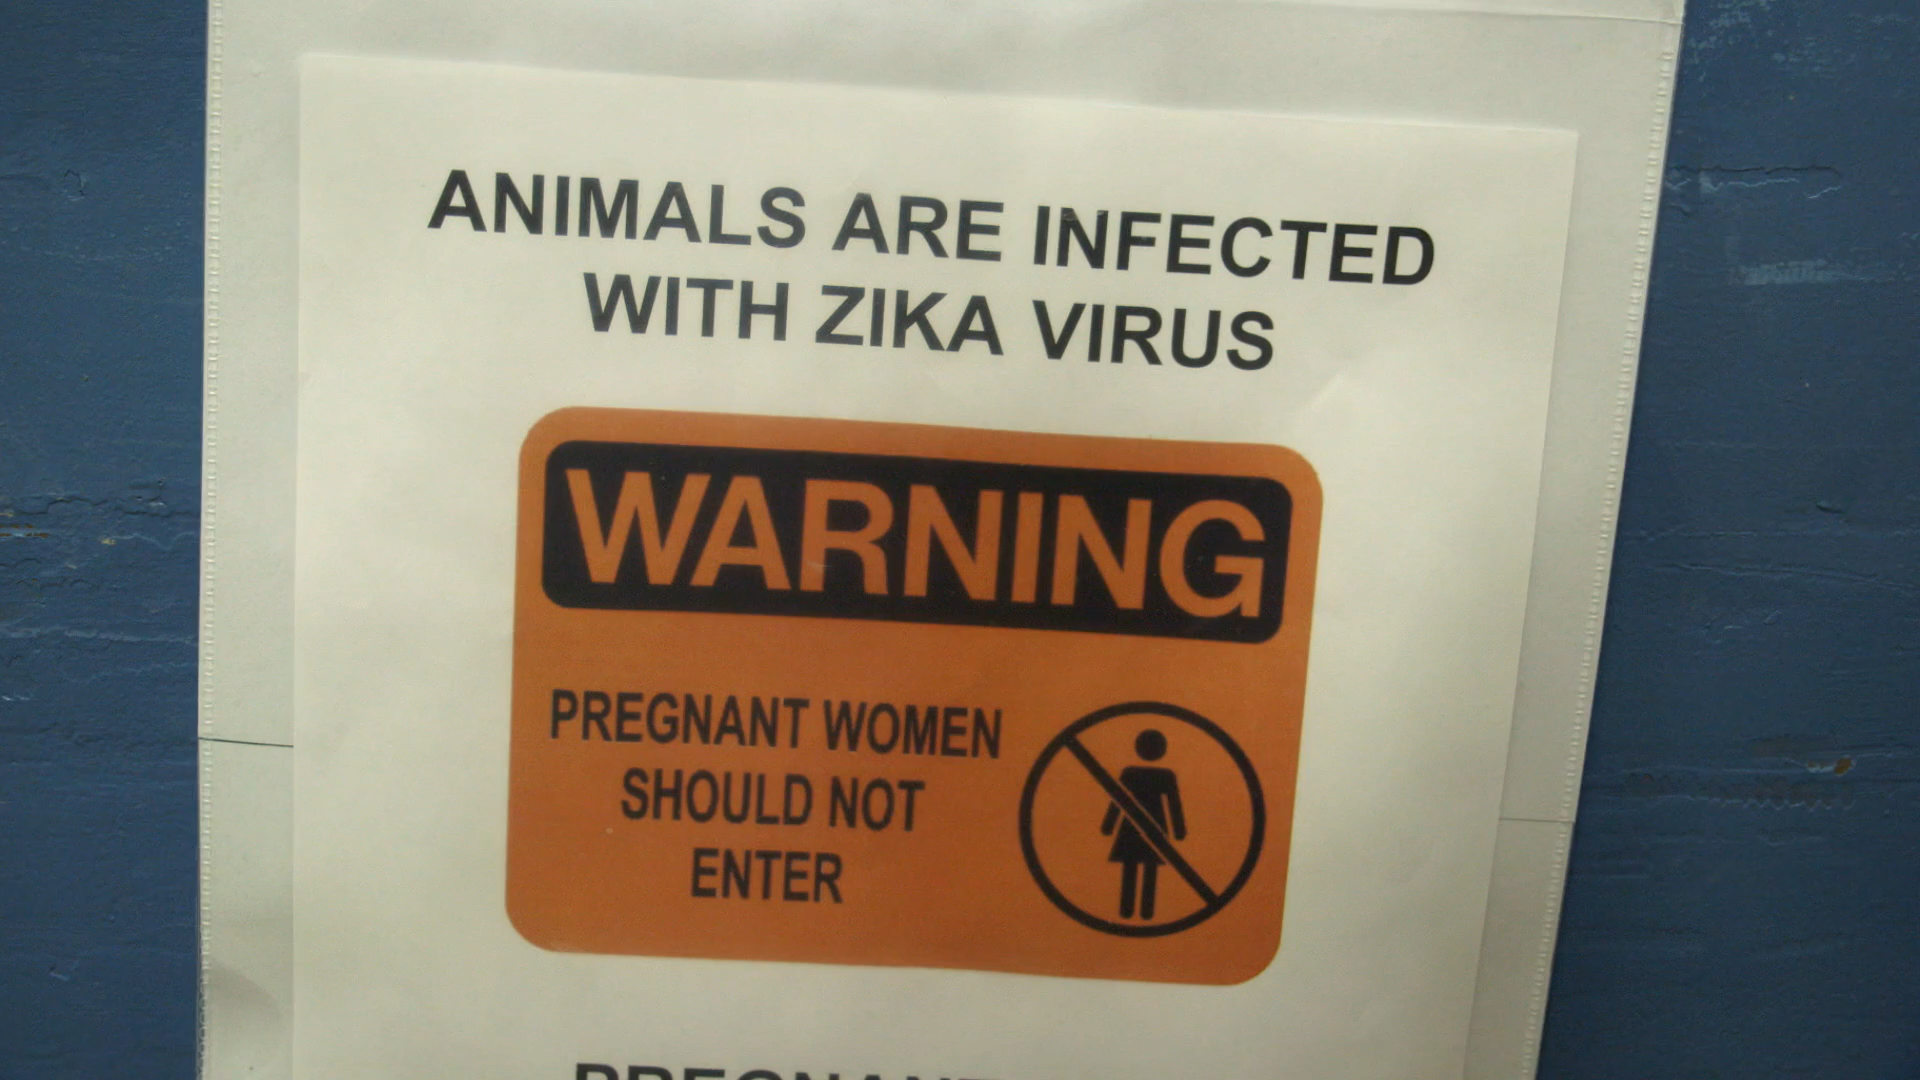 ANIMALS ARE INFECTED
WITH ZIKA VIRUS
WARNING
PREGNANT WOMEN
SHOULD NOT
ENTER